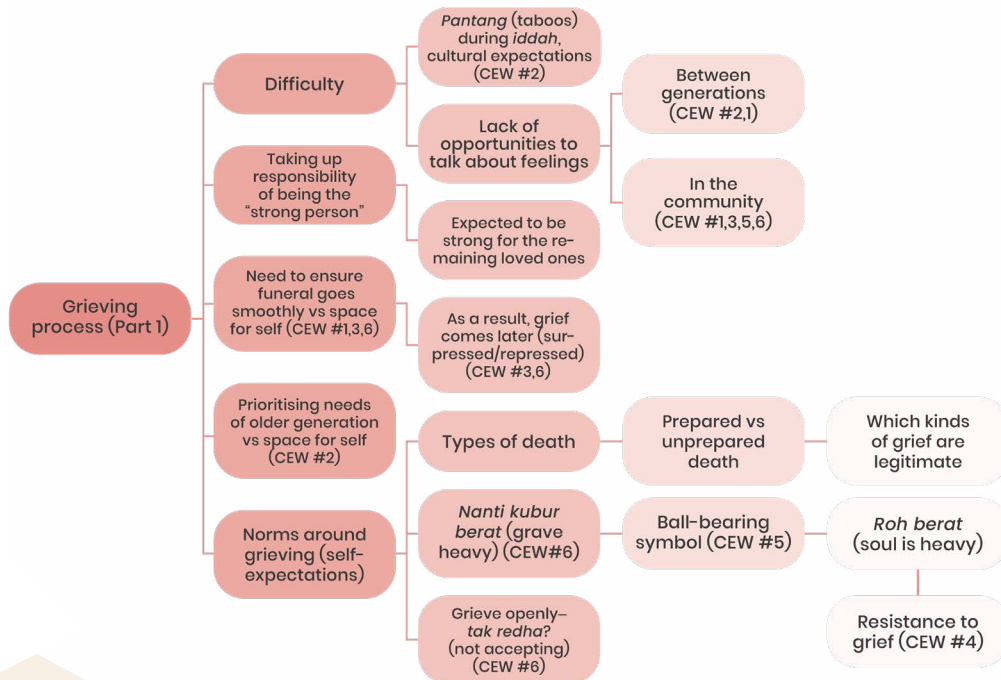 Grieving
process (Part 1)
Difficulty
Pantang (taboos)
during iddah,
cultural expectations
(CEW #2)
Lack of
opportunities to
talk about feelings
Between
generations
(CEW #2,1)
In the
community
(CEW #1,3,5,6)
Taking up
responsibility
of being the
“strong person”
Expected to be
strong for the re-
maining loved ones
Need to ensure
funeral goes
smoothly vs space
for self (CEW #1,3,6)
As a result, grief
comes later (sur-
pressed/repressed)
(CEW #3,6)
Prioritising needs
of older generation
vs space for self
(CEW #2)
Norms around
grieving (self-
expectations)
Types of death
Prepared vs
unprepared
death
Which kinds
of grief are
legitimate
Nanti kubur
berat (grave
heavy) (CEW#6)
Ball-bearing
symbol (CEW #5)
Roh berat
(soul is heavy)
Resistance to
grief (CEW #4)
Grieve openly–
tak redha?
(not accepting)
(CEW #6)